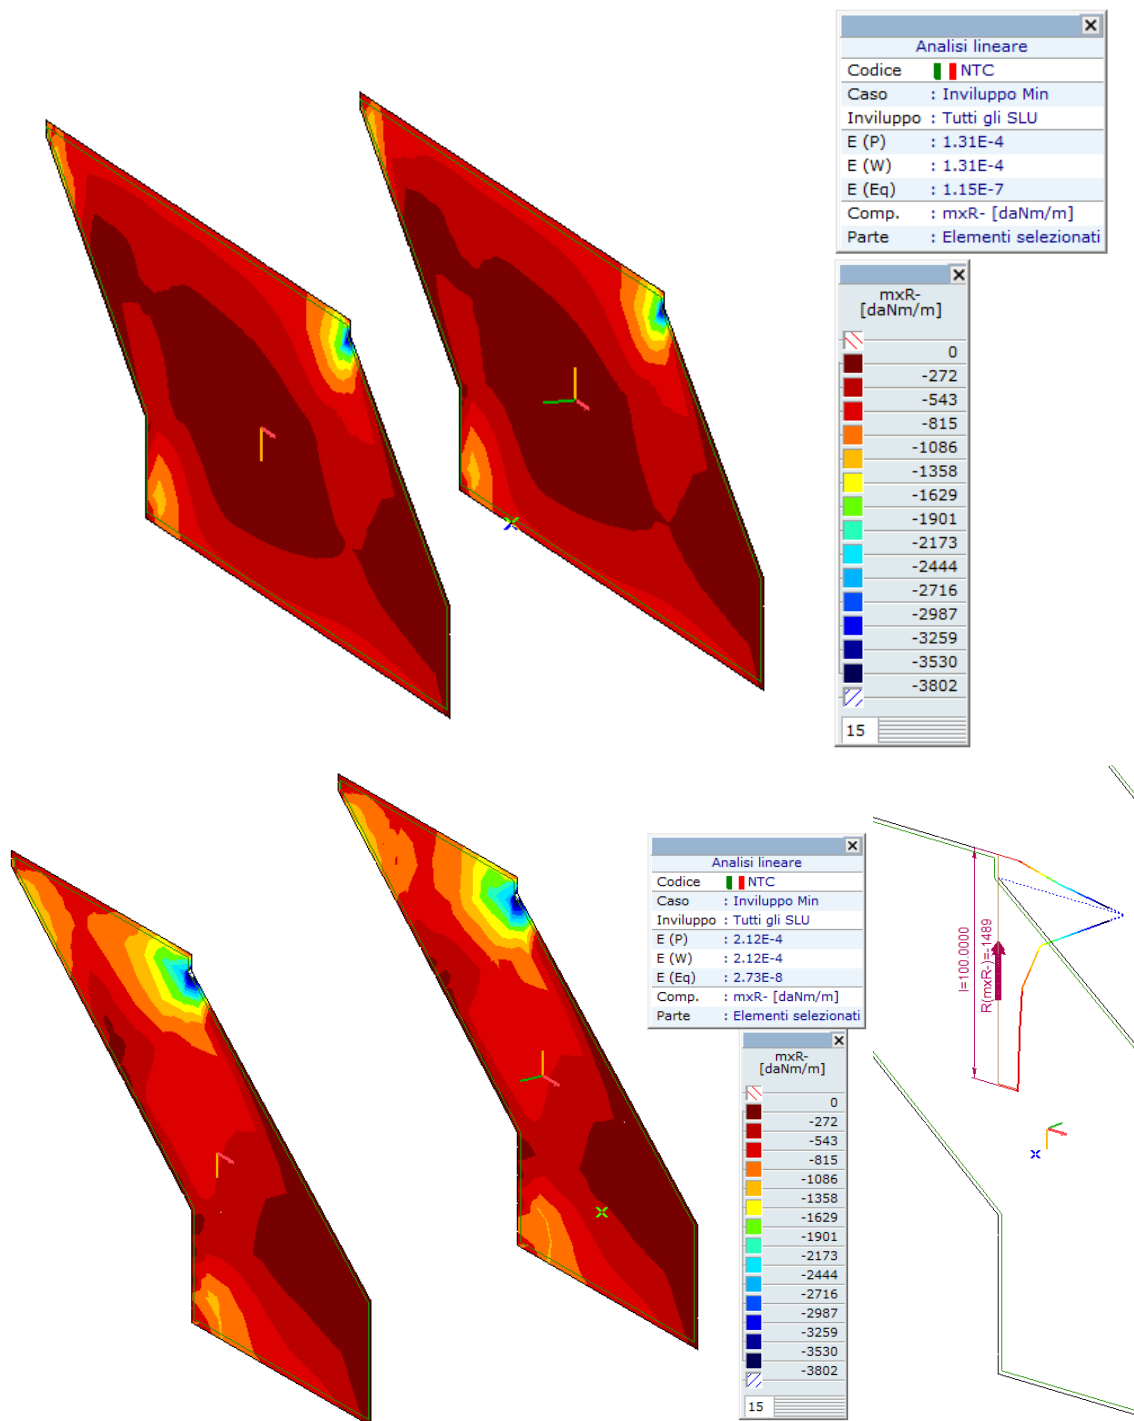 Analisi lineare
Codice NTC
Caso : Inviluppo Min
Inviluppo : Tutti gli SLU
E (P) : 1.31E-4
E (W) : 1.31E-4
E (Eq) : 1.15E-7
Comp. : mxR- [daNm/m]
Parte : Elementi selezionati
mxR-
[daNm/m]
0
-272
-543
-815
-1086
-1358
-1629
-1901
-2173
-2444
-2716
-2987
-3259
-3530
-3802
15
Analisi lineare
Codice NTC
Caso : Inviluppo Min
Inviluppo : Tutti gli SLU
E (P) : 2.12E-4
E (W) : 2.12E-4
E (Eq) : 2.73E-8
Comp. : mxR- [daNm/m]
Parte : Elementi selezionati
mxR-
[daNm/m]
0
-272
-543
-815
-1086
-1358
-1629
-1901
-2173
-2444
-2716
-2987
-3259
-3530
-3802
15
l=100.0000
R(mxR-)=-1489